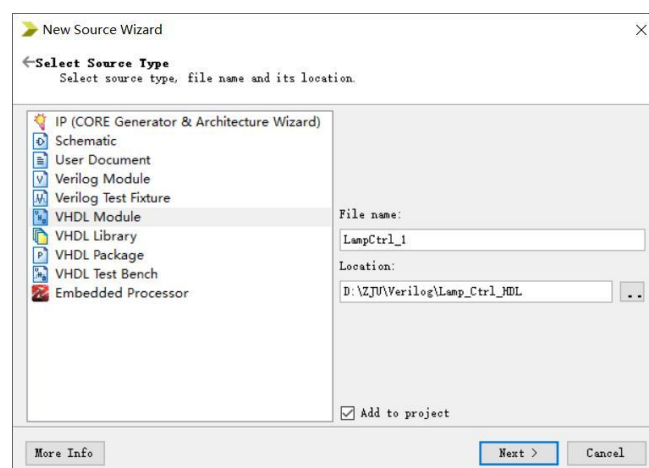 New Source Wizard
Select Source Type
Select source type, file name and its location.
IP (CORE Generator & Architecture Wizard)
Schematic
User Document
Verilog Module
Verilog Test Fixture
VHDL Module
VHDL Library
VHDL Package
VHDL Test Bench
Embedded Processor
File name:
LampCtrl_1
Location:
D:\ZJU\Verilog\Lamp_Ctrl_HDL
..
Add to project
More Info
Next >
Cancel